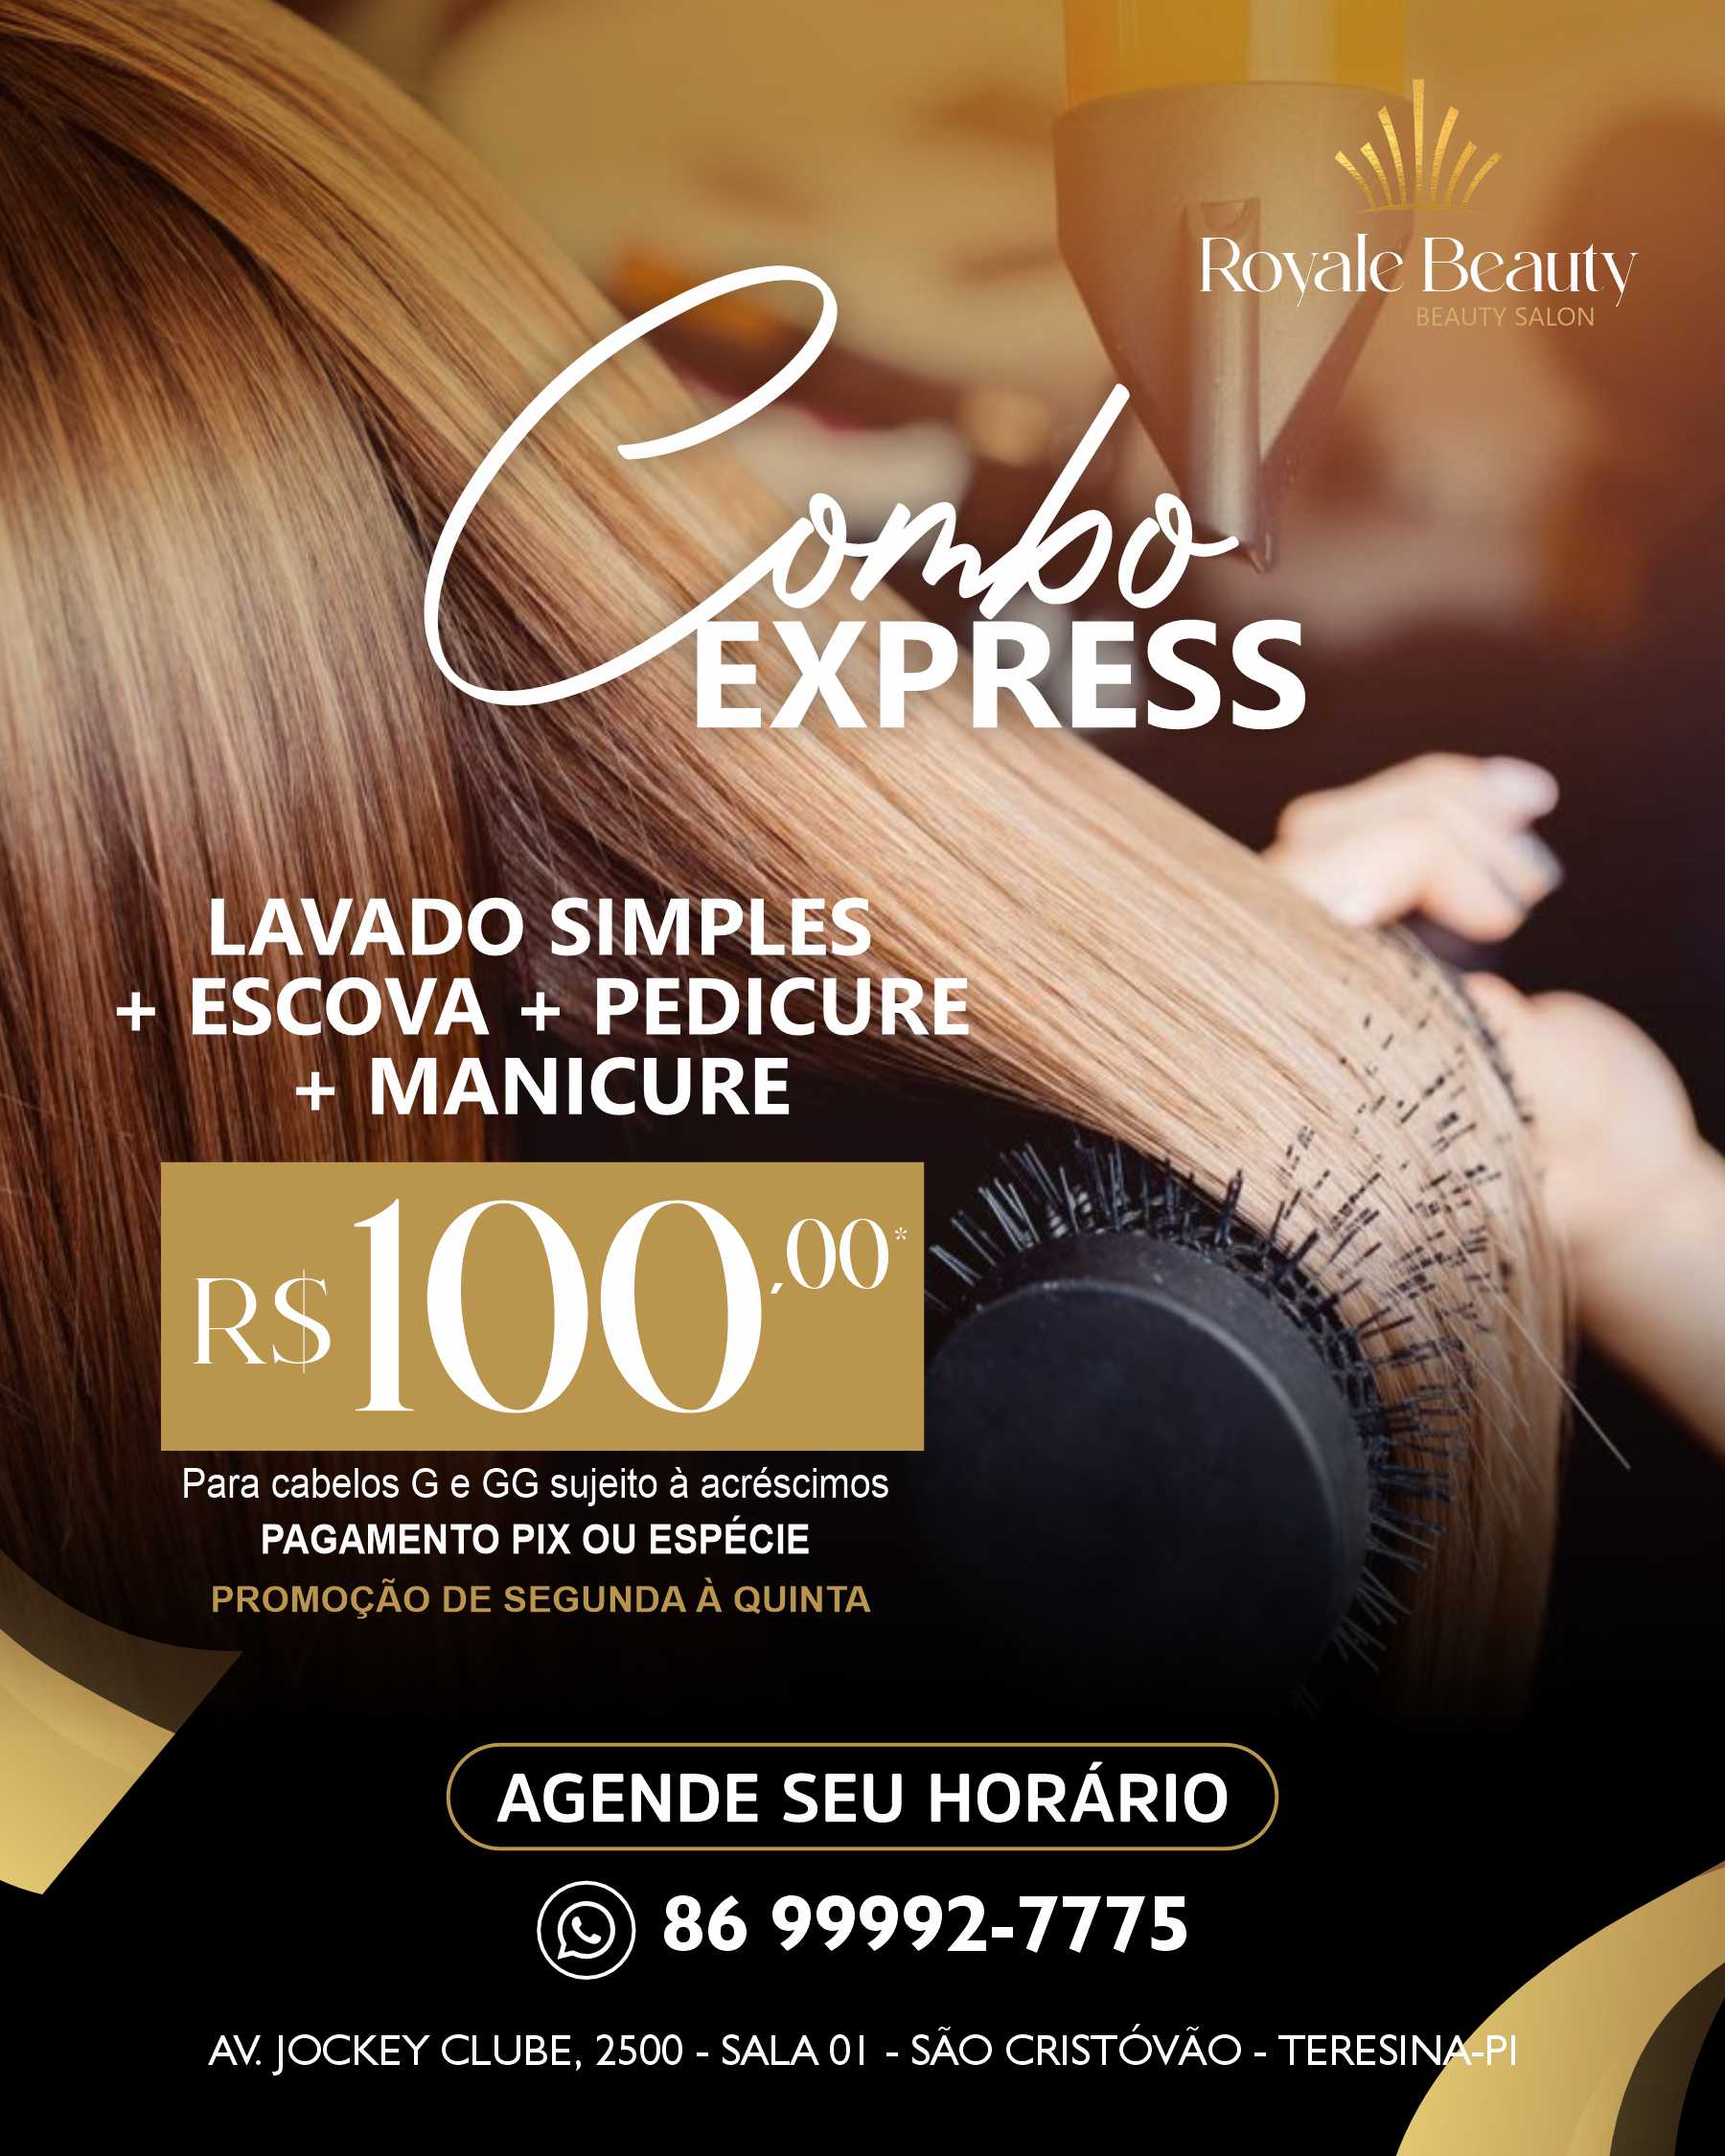 Royale Beauty
BEAUTY SALON
Combo
EXPRESS
LAVADO SIMPLES
+ ESCOVA + PEDICURE
+ MANICURE
R$100,00*
Para cabelos G e GG sujeito à acréscimos
PAGAMENTO PIX OU ESPÉCIE
PROMOÇÃO DE SEGUNDA À QUINTA
AGENDE SEU HORÁRIO
86 99992-7775
AV. JOCKEY CLUBE, 2500 - SALA 01 - SÃO CRISTÓVÃO - TERESINA-PI